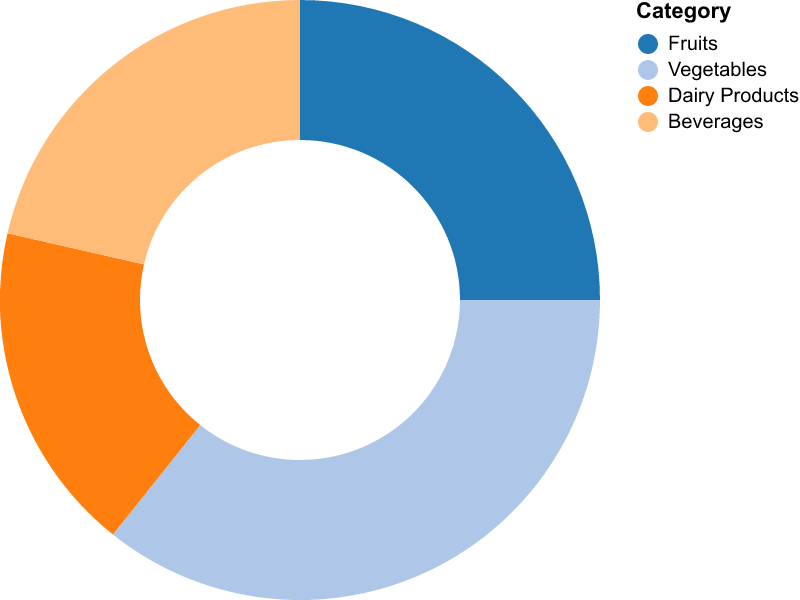 Category
Fruits
Vegetables
Dairy Products
Beverages